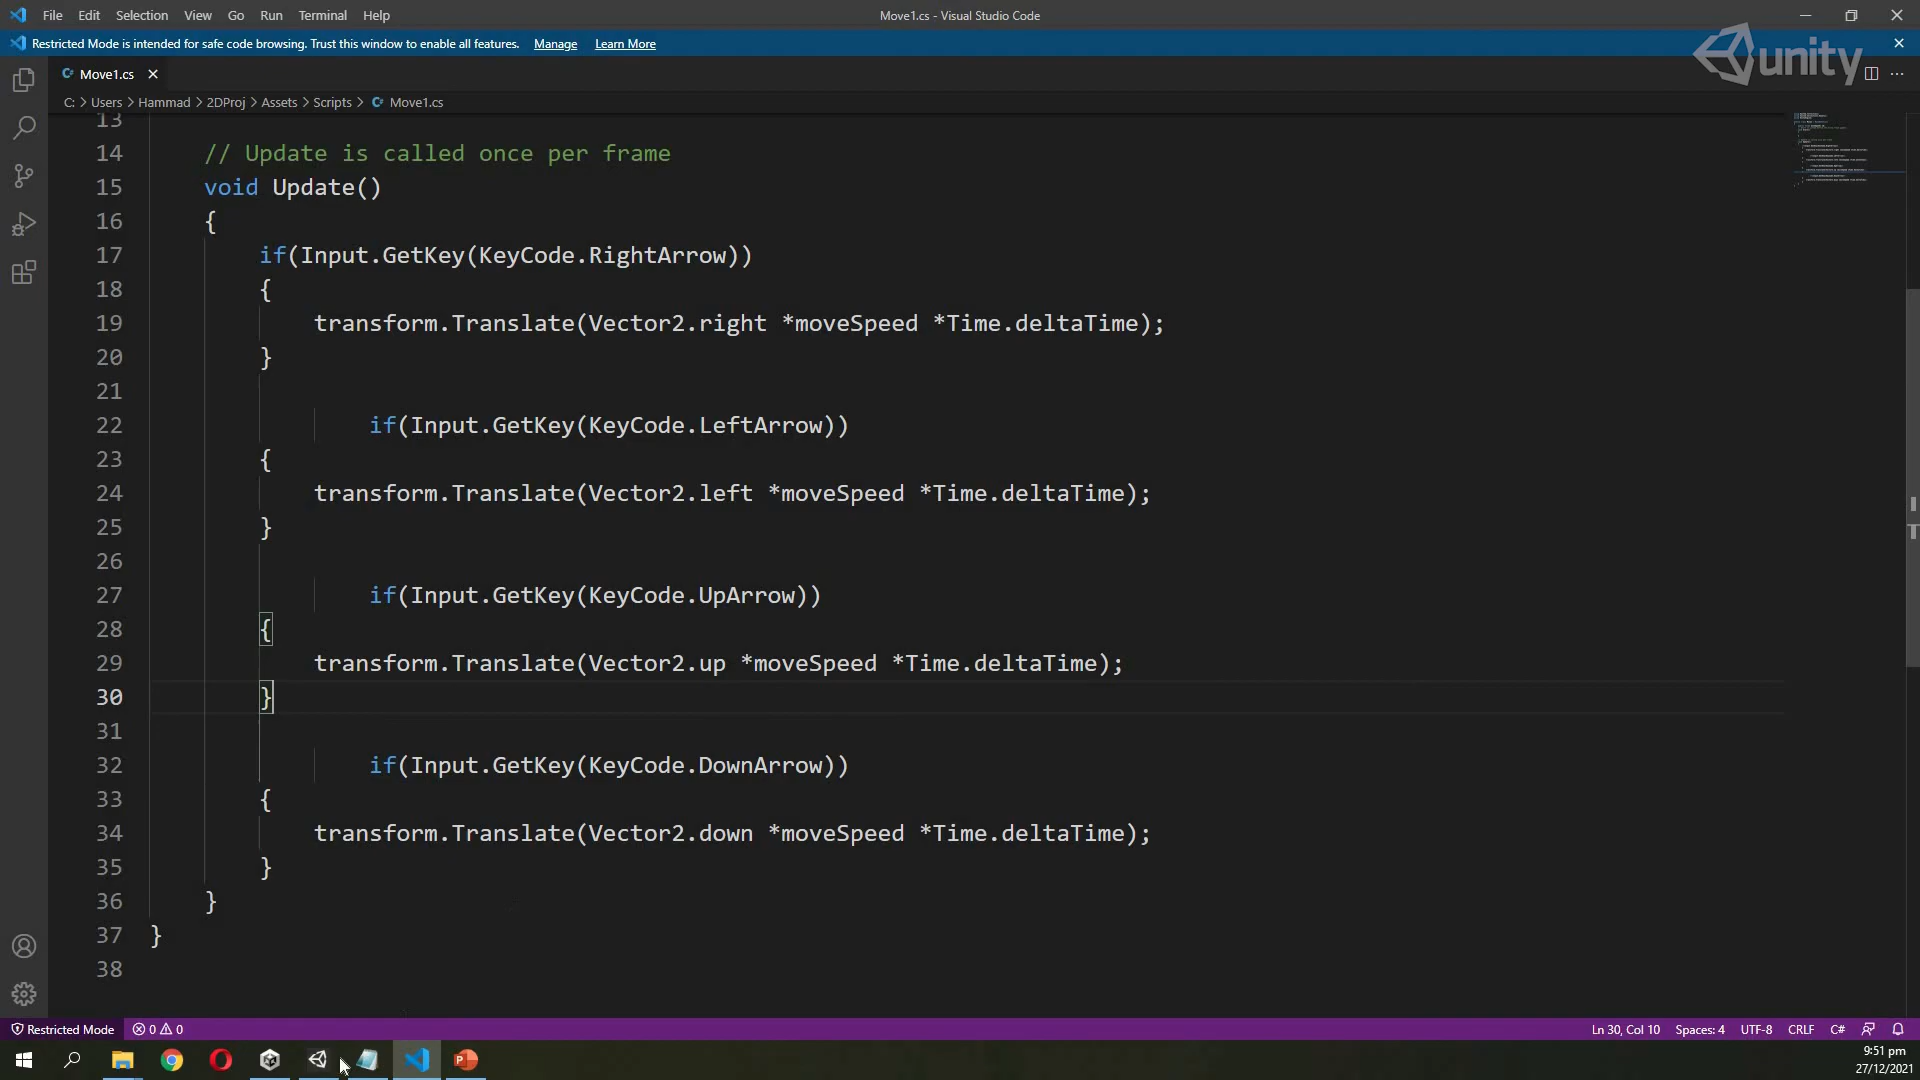 File Edit Selection View Go Run Terminal Help
Move1.cs - Visual Studio Code
Restricted Mode is intended for safe code browsing. Trust this window to enable all features. Manage Learn More
unity
Move1.cs
C: > Users > Hammad > 2DProj > Assets > Scripts > Move1.cs
13
14 // Update is called once per frame
15 void Update()
16 {
17 if(Input.GetKey(KeyCode.RightArrow))
18 {
19 transform.Translate(Vector2.right *moveSpeed *Time.deltaTime);
20 }
21
22 if(Input.GetKey(KeyCode.LeftArrow))
23 {
24 transform.Translate(Vector2.left *moveSpeed *Time.deltaTime);
25 }
26
27 if(Input.GetKey(KeyCode.UpArrow))
28 {
29 transform.Translate(Vector2.up *moveSpeed *Time.deltaTime);
30 }
31
32 if(Input.GetKey(KeyCode.DownArrow))
33 {
34 transform.Translate(Vector2.down *moveSpeed *Time.deltaTime);
35 }
36 }
37 }
38
Restricted Mode 0 0 Ln 30, Col 10 Spaces: 4 UTF-8 CRLF C#
9:51 pm
27/12/2021